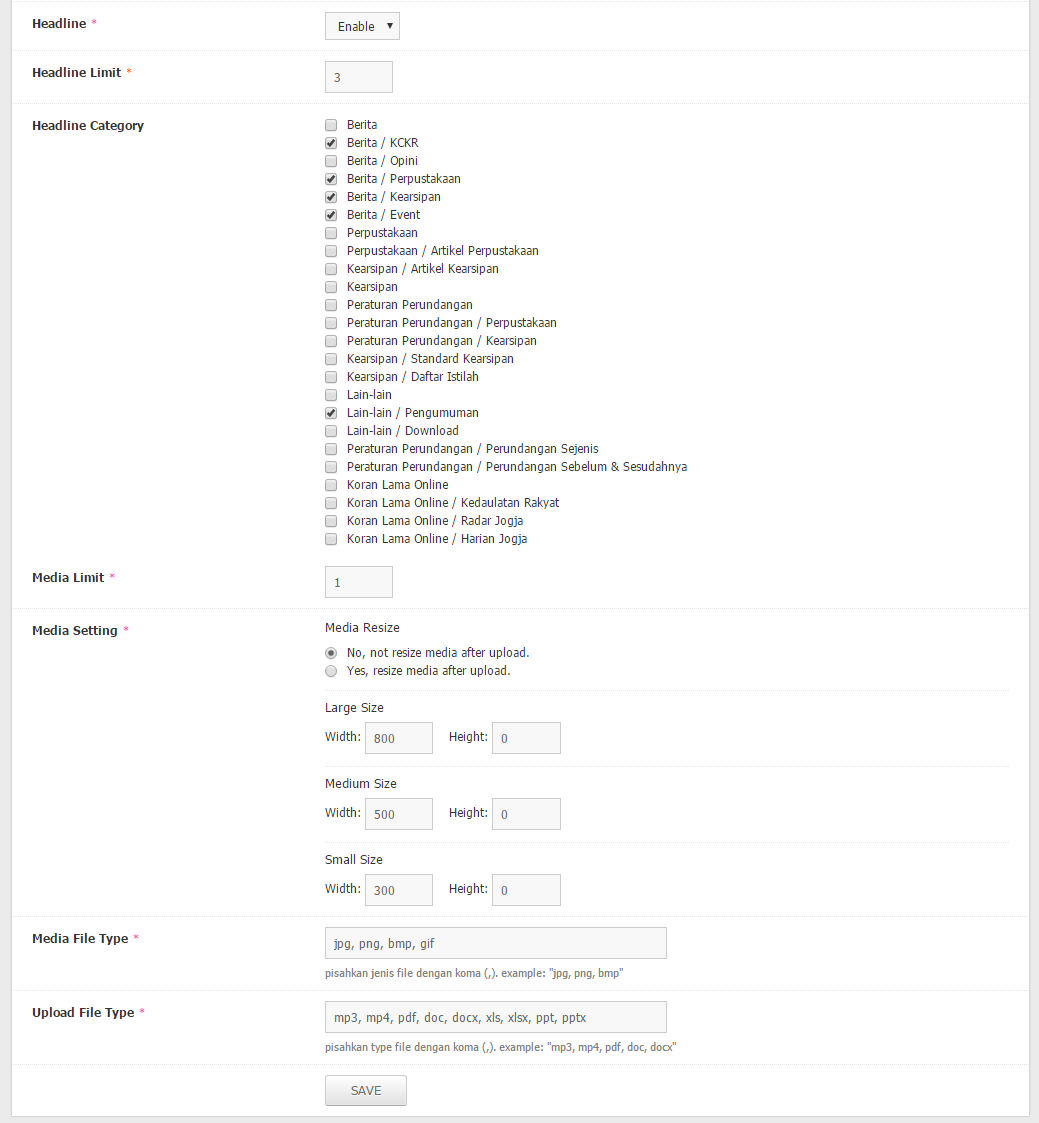 Headline *
Enable
Headline Limit *
3
Headline Category
Berita
Berita / KCKR
Berita / Opini
Berita / Perpustakaan
Berita / Kearsipan
Berita / Event
Perpustakaan
Perpustakaan / Artikel Perpustakaan
Kearsipan / Artikel Kearsipan
Kearsipan
Peraturan Perundangan
Peraturan Perundangan / Perpustakaan
Peraturan Perundangan / Kearsipan
Kearsipan / Standard Kearsipan
Kearsipan / Daftar Istilah
Lain-lain
Lain-lain / Pengumuman
Lain-lain / Download
Peraturan Perundangan / Perundangan Sejenis
Peraturan Perundangan / Perundangan Sebelum & Sesudahnya
Koran Lama Online
Koran Lama Online / Kedaulatan Rakyat
Koran Lama Online / Radar Jogja
Koran Lama Online / Harian Jogja
Media Limit *
1
Media Setting *
Media Resize
No, not resize media after upload.
Yes, resize media after upload.
Large Size
Width: 800 Height: 0
Medium Size
Width: 500 Height: 0
Small Size
Width: 300 Height: 0
Media File Type *
jpg, png, bmp, gif
pisahkan jenis file dengan koma (,). example: "jpg, png, bmp"
Upload File Type *
mp3, mp4, pdf, doc, docx, xls, xlsx, ppt, pptx
pisahkan type file dengan koma (,). example: "mp3, mp4, pdf, doc, docx"
SAVE